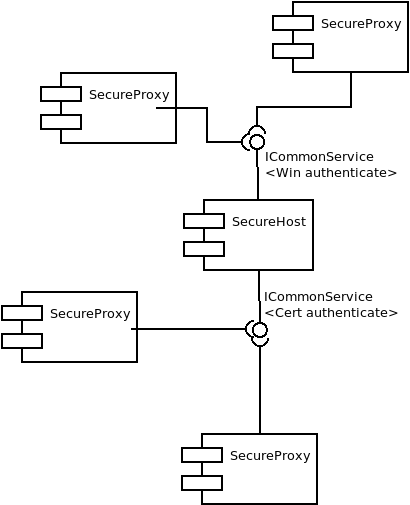 SecureProxy
SecureProxy
ICommonService
<Win authenticate>
SecureHost
ICommonService
<Cert authenticate>
SecureProxy
SecureProxy